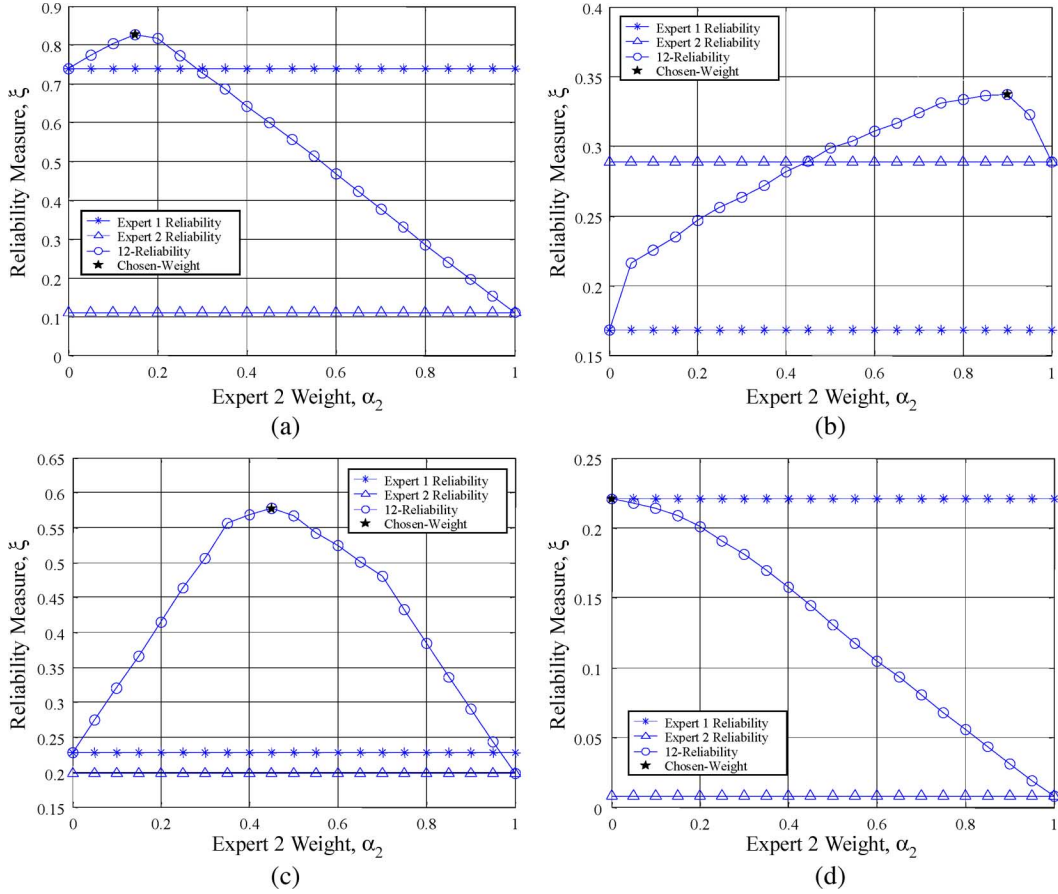 0.9
0.8
0.7
0.6
0.5
0.4
0.3
0.2
0.1
0
Reliability Measure, ξ
Expert 1 Reliability
Expert 2 Reliability
12-Reliability
Chosen-Weight
0 0.2 0.4 0.6 0.8 1
Expert 2 Weight, α2
(a)
0.4
0.35
0.3
0.25
0.2
0.15
Reliability Measure, ξ
Expert 1 Reliability
Expert 2 Reliability
12-Reliability
Chosen-Weight
0 0.2 0.4 0.6 0.8 1
Expert 2 Weight, α2
(b)
0.65
0.6
0.55
0.5
0.45
0.4
0.35
0.3
0.25
0.2
0.15
Reliability Measure, ξ
Expert 1 Reliability
Expert 2 Reliability
12-Reliability
Chosen-Weight
0 0.2 0.4 0.6 0.8 1
Expert 2 Weight, α2
(c)
0.25
0.2
0.15
0.1
0.05
0
Reliability Measure, ξ
Expert 1 Reliability
Expert 2 Reliability
12-Reliability
Chosen-Weight
0 0.2 0.4 0.6 0.8 1
Expert 2 Weight, α2
(d)